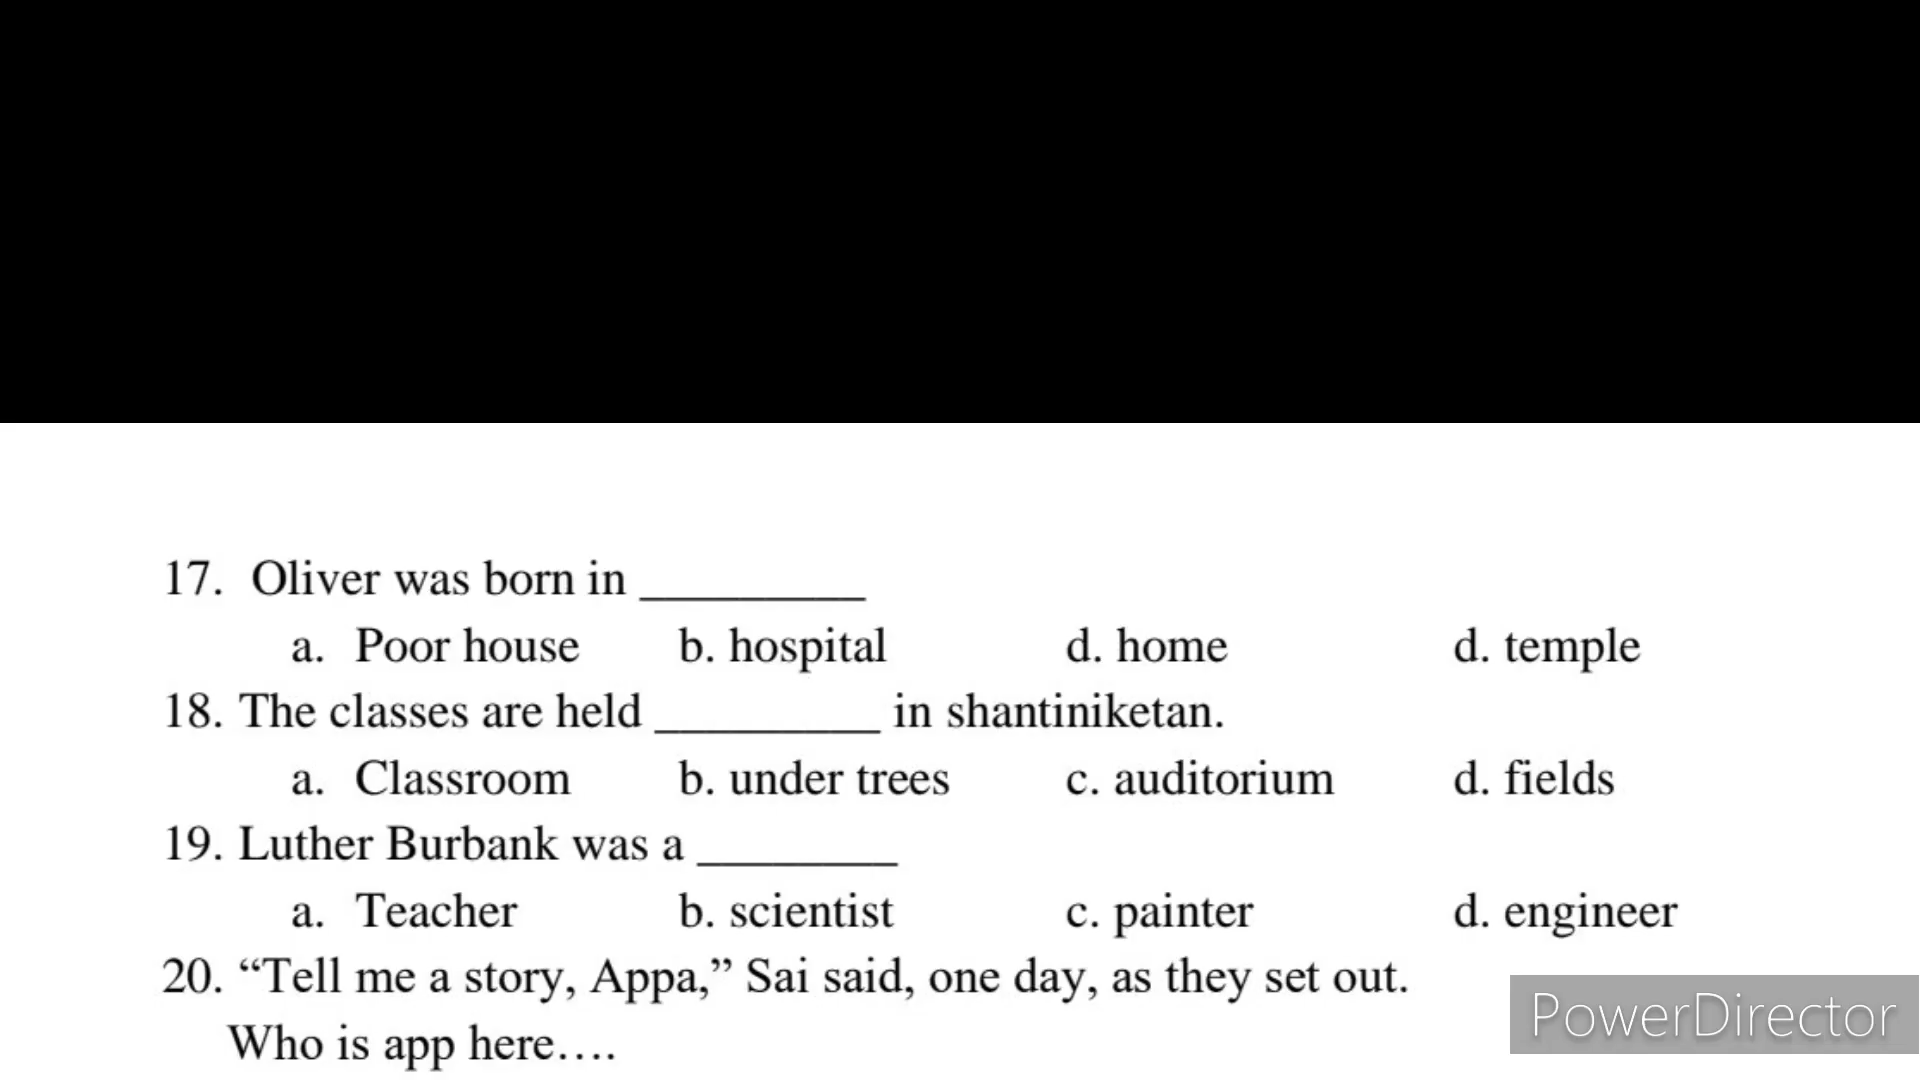 17. Oliver was born in _________
a. Poor house b. hospital d. home d. temple
18. The classes are held _________ in shantiniketan.
a. Classroom b. under trees c. auditorium d. fields
19. Luther Burbank was a ________
a. Teacher b. scientist c. painter d. engineer
20. “Tell me a story, Appa,” Sai said, one day, as they set out.
Who is app here….
PowerDirector